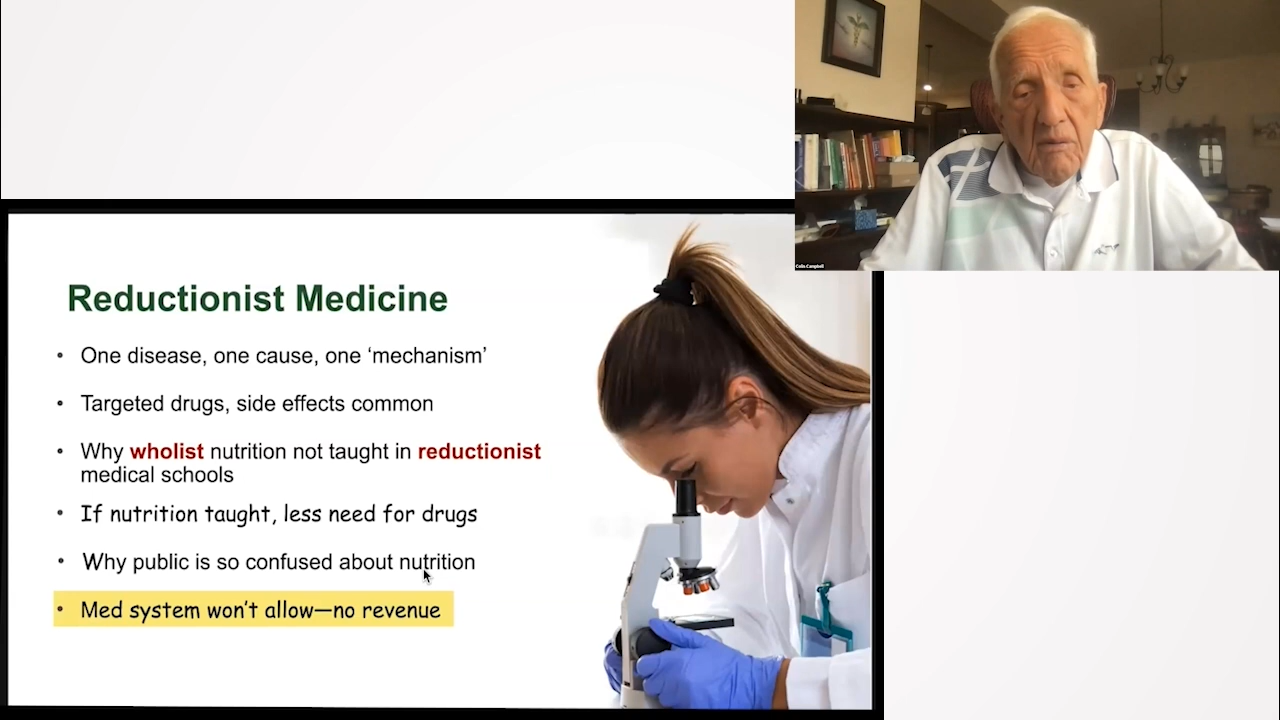 Colin Campbell
Reductionist Medicine
• One disease, one cause, one ‘mechanism’
• Targeted drugs, side effects common
• Why wholist nutrition not taught in reductionist
medical schools
• If nutrition taught, less need for drugs
• Why public is so confused about nutrition
• Med system won’t allow—no revenue